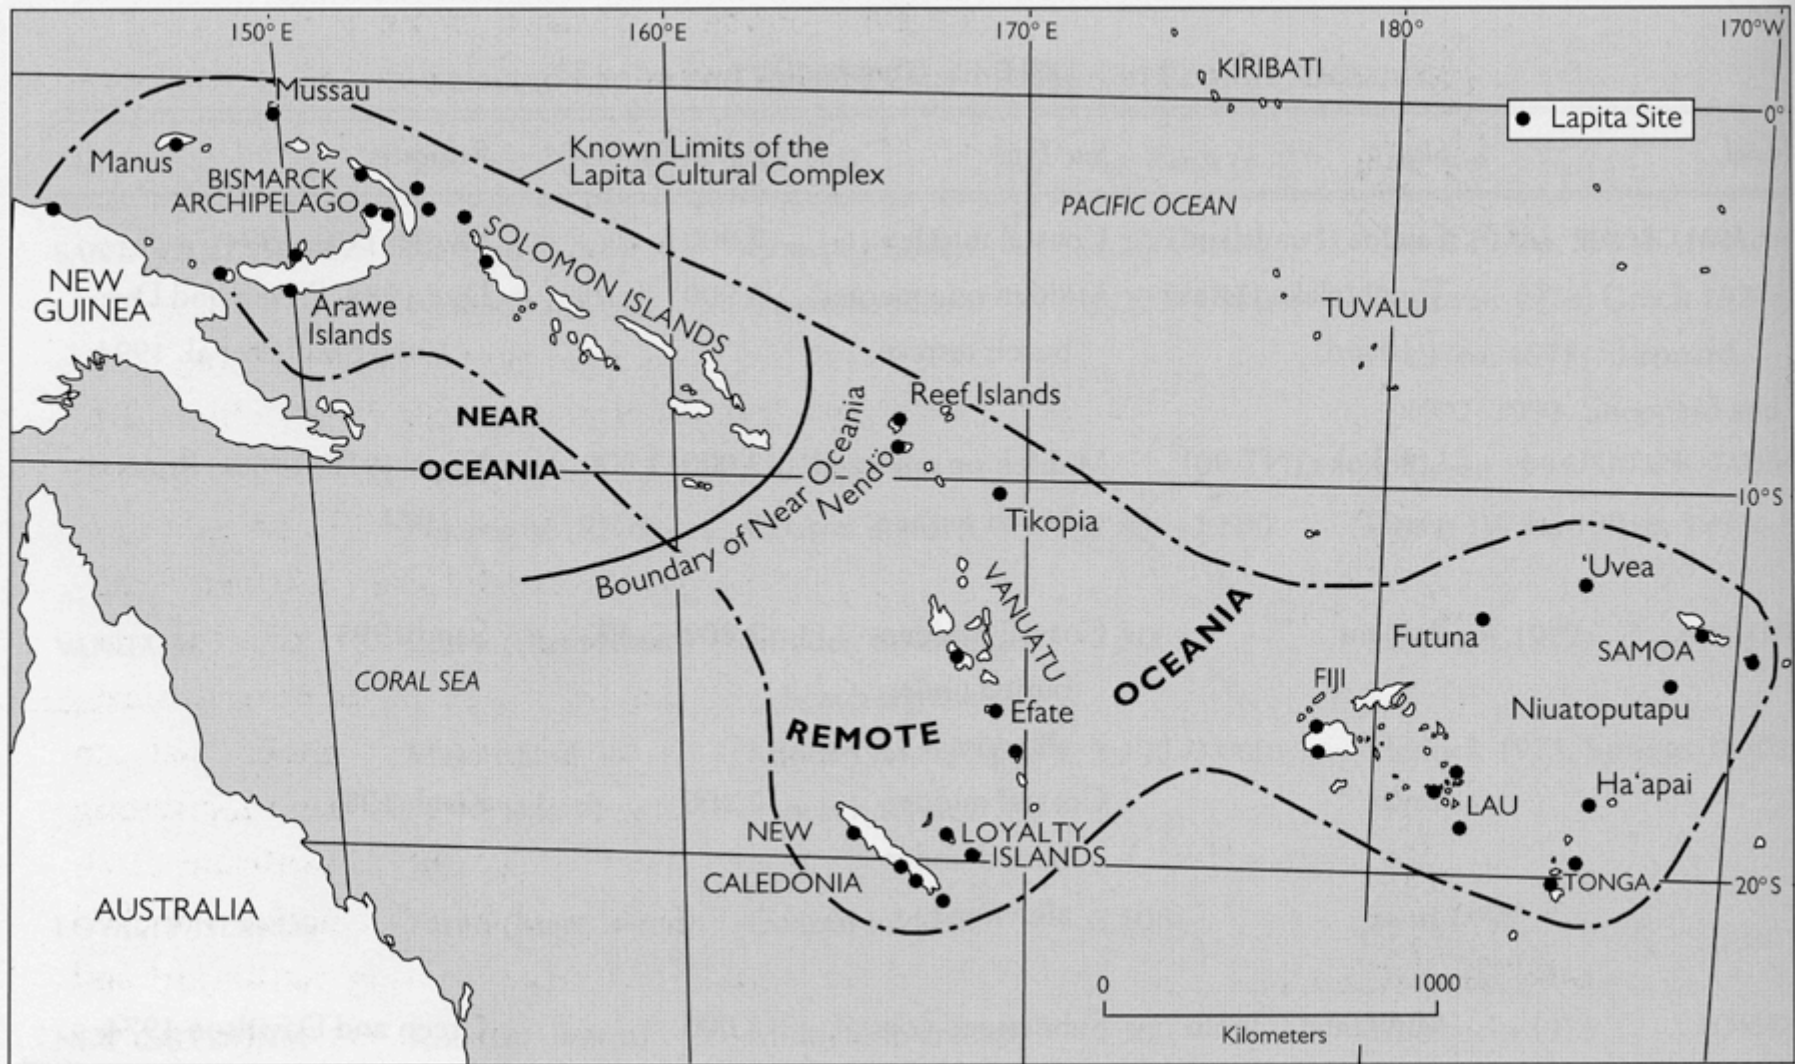 150°E
160°E
170°E
180°
170°W
KIRIBATI
Mussau
0°
Lapita Site
Known Limits of the
Lapita Cultural Complex
Manus
BISMARCK
ARCHIPELAGO
PACIFIC OCEAN
SOLOMON ISLANDS
NEW
GUINEA
Arawe
Islands
TUVALU
Reef Islands
NEAR
OCEANIA
Boundary of Near Oceania
Nendö
10°S
Tikopia
'Uvea
VANUATU
Futuna
SAMOA
CORAL SEA
FIJI
Niuatoputapu
Efate
REMOTE
OCEANIA
Ha'apai
LAU
NEW
CALEDONIA
LOYALTY
ISLANDS
TONGA
20°S
AUSTRALIA
0
1000
Kilometers